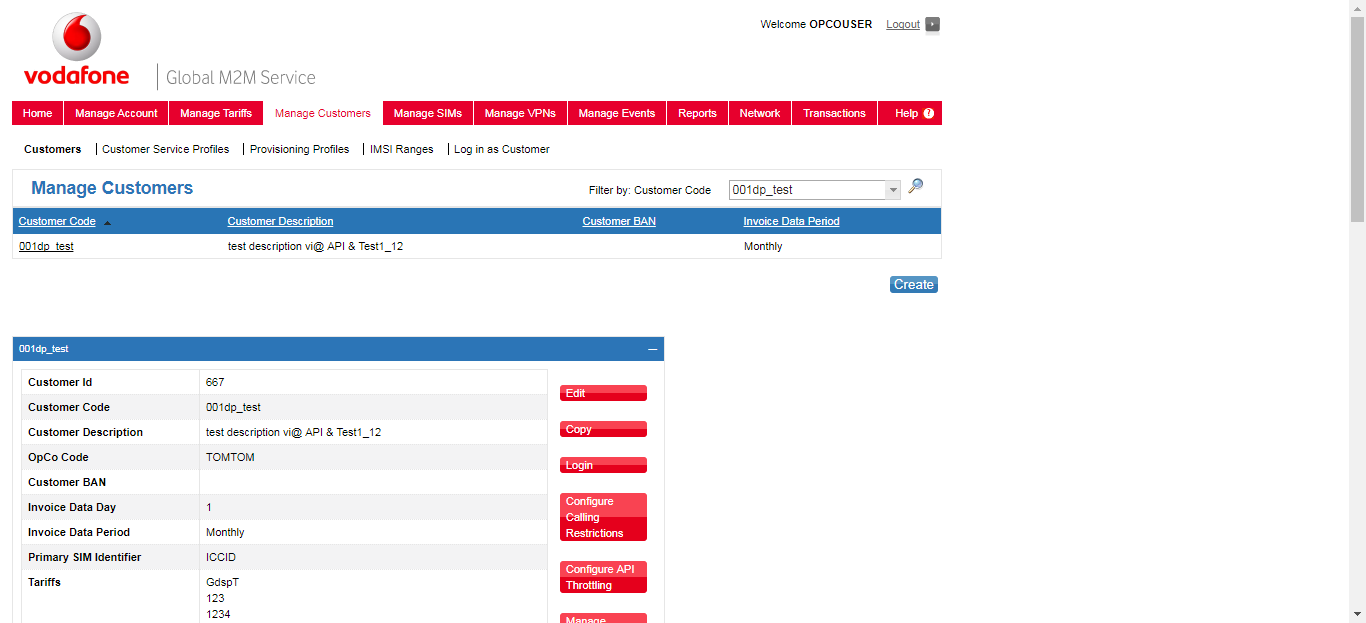 Welcome OPCOUSER Logout
vodafone
Global M2M Service
Home Manage Account Manage Tariffs Manage Customers Manage SIMs Manage VPNs Manage Events Reports Network Transactions Help ?
Customers Customer Service Profiles Provisioning Profiles IMSI Ranges Log in as Customer
Manage Customers Filter by: Customer Code 001dp_test
Customer Code Customer Description Customer BAN Invoice Data Period
001dp_test test description vi@ API & Test1_12 Monthly
Create
001dp_test
Customer Id 667
Edit
Customer Code 001dp_test
Customer Description test description vi@ API & Test1_12
Copy
OpCo Code TOMTOM
Login
Customer BAN
Invoice Data Day 1
Configure
Calling
Restrictions
Invoice Data Period Monthly
Primary SIM Identifier ICCID
Configure API
Throttling
Tariffs GdspT
123
1234
Manage